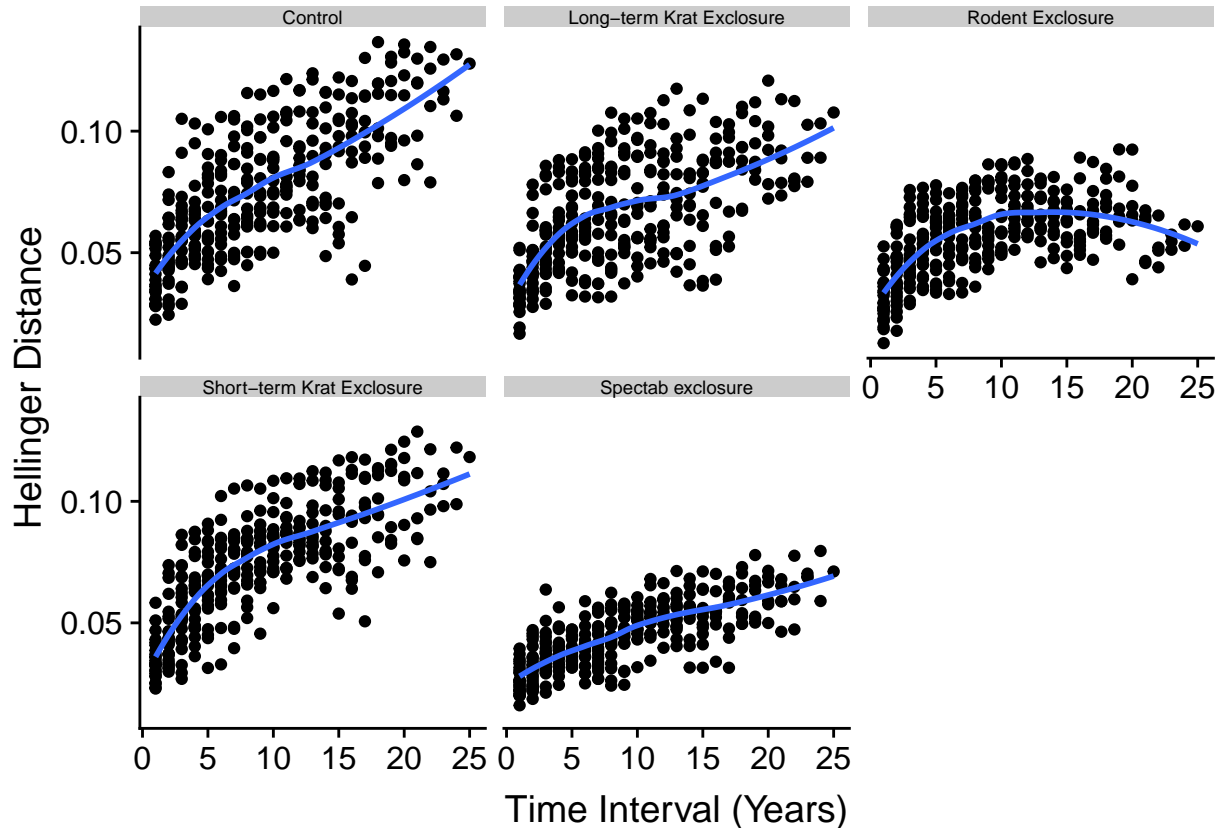 Control
Long−term Krat Exclosure
Rodent Exclosure
0.10
0.05
0 5 10 15 20 25
Short−term Krat Exclosure
Spectab exclosure
0.10
0.05
0 5 10 15 20 25
0 5 10 15 20 25
Hellinger Distance
Time Interval (Years)